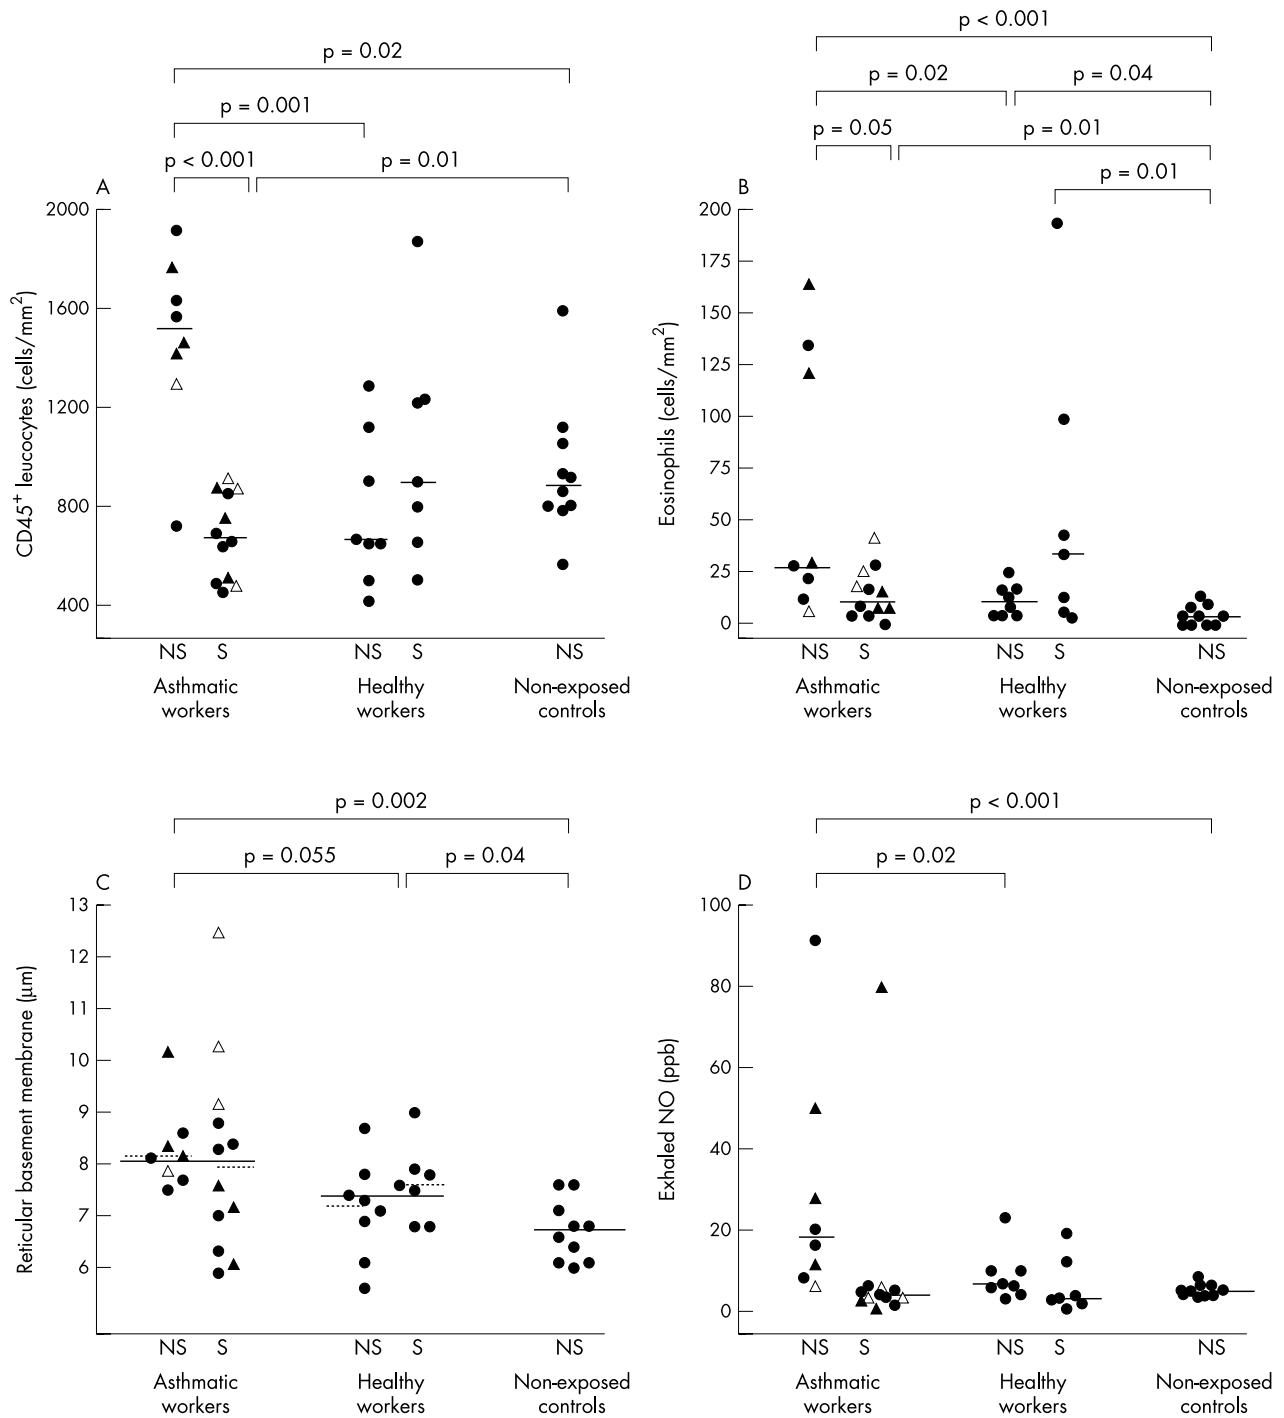 p = 0.02
p = 0.001
p < 0.001
p = 0.01
A
2000
1600
1200
800
400
CD45+ leucocytes (cells/mm2)
NS S NS S NS
Asthmatic workers
Healthy workers
Non-exposed controls
p < 0.001
p = 0.02
p = 0.04
p = 0.05
p = 0.01
p = 0.01
B
200
175
150
125
100
75
50
25
0
Eosinophils (cells/mm2)
NS S NS S NS
Asthmatic workers
Healthy workers
Non-exposed controls
p = 0.002
p = 0.055
p = 0.04
C
13
12
11
10
9
8
7
6
Reticular basement membrane (μm)
NS S NS S NS
Asthmatic workers
Healthy workers
Non-exposed controls
p < 0.001
p = 0.02
D
100
80
60
40
20
0
Exhaled NO (ppb)
NS S NS S NS
Asthmatic workers
Healthy workers
Non-exposed controls